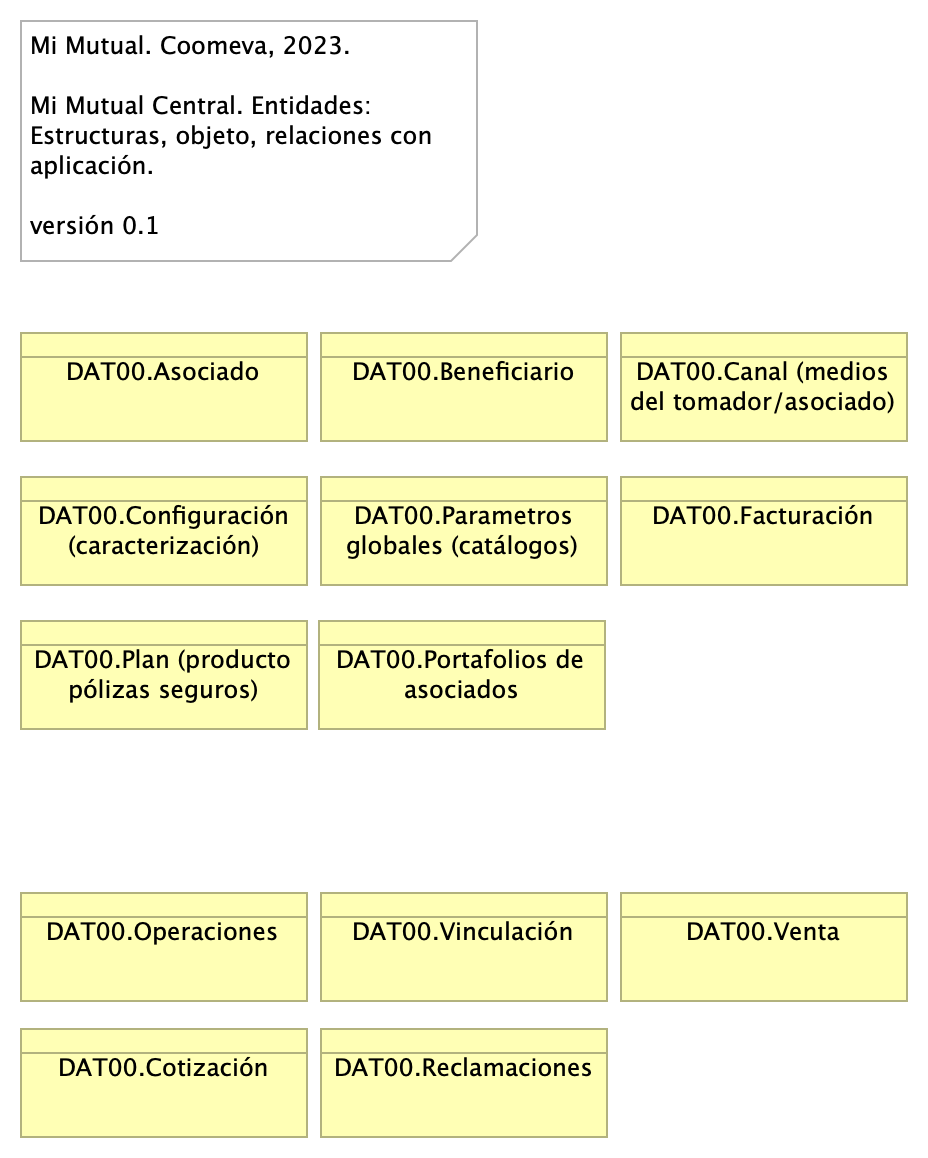 Mi Mutual. Coomeva, 2023.
Mi Mutual Central. Entidades:
Estructuras, objeto, relaciones con
aplicación.
versión 0.1
DAT00.Asociado
DAT00.Beneficiario
DAT00.Canal (medios
del tomador/asociado)
DAT00.Configuración
(caracterización)
DAT00.Parametros
globales (catálogos)
DAT00.Facturación
DAT00.Plan (producto
pólizas seguros)
DAT00.Portafolios de
asociados
DAT00.Operaciones
DAT00.Vinculación
DAT00.Venta
DAT00.Cotización
DAT00.Reclamaciones